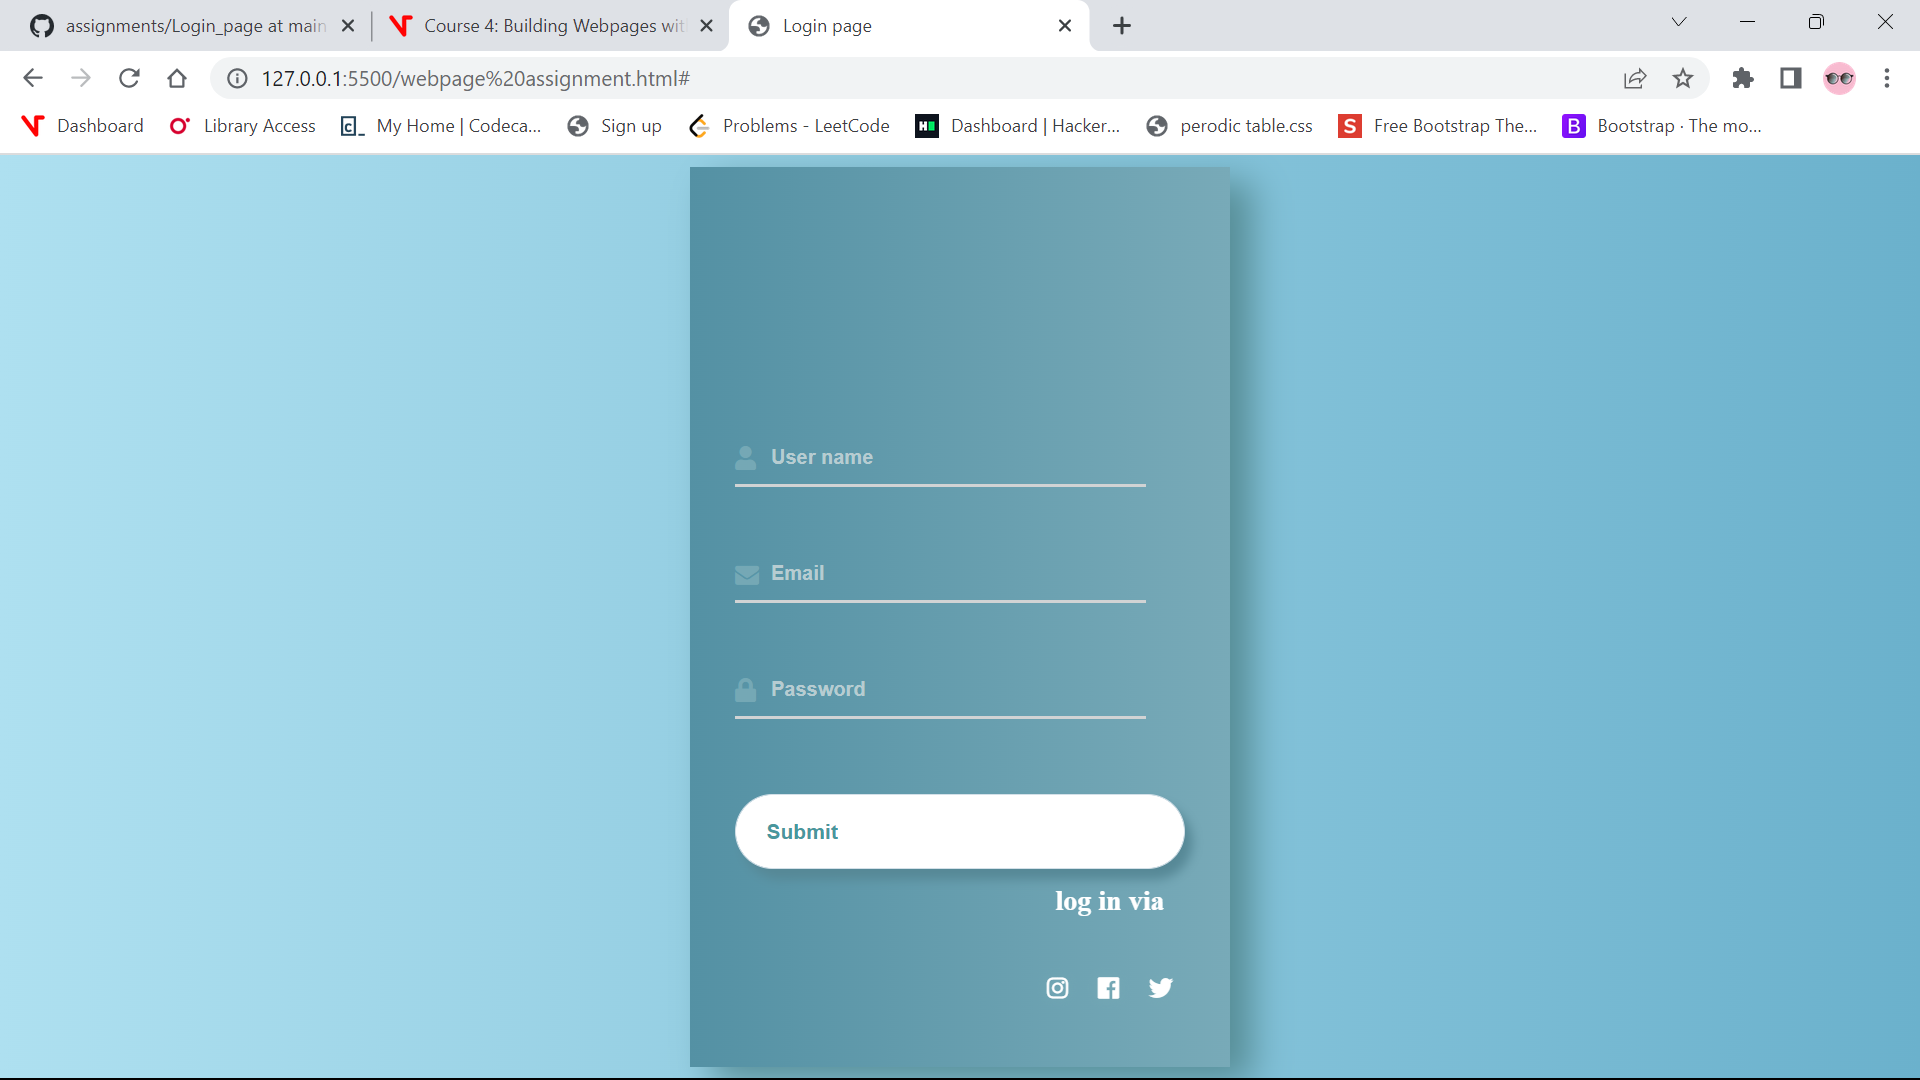 assignments/Login_page at main
Course 4: Building Webpages wit
Login page
127.0.0.1:5500/webpage%20assignment.html#
Dashboard
Library Access
My Home | Codeca...
Sign up
Problems - LeetCode
Dashboard | Hacker...
perodic table.css
Free Bootstrap The...
Bootstrap · The mo...
User name
Email
Password
Submit
log in via